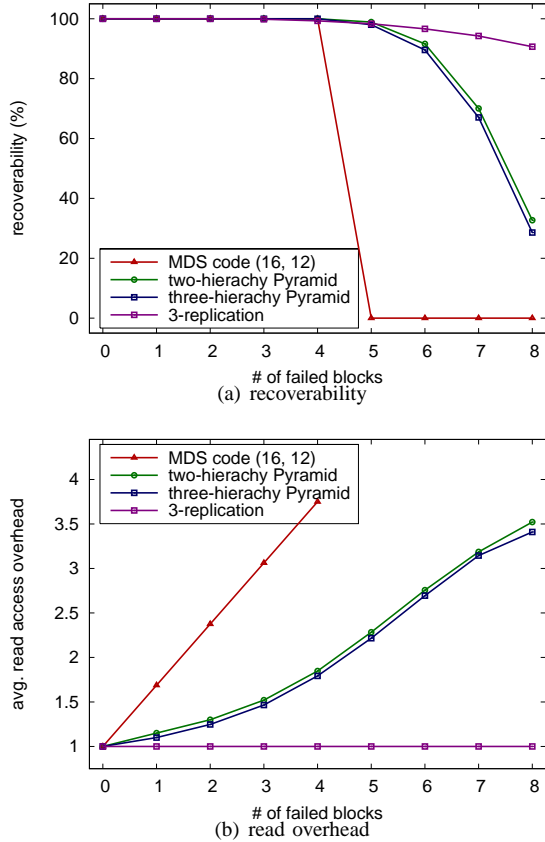 100
80
60
40
20
0
recoverability (%)
MDS code (16, 12)
two-hierachy Pyramid
three-hierachy Pyramid
3-replication
0 1 2 3 4 5 6 7 8
# of failed blocks
(a) recoverability
4
3.5
3
2.5
2
1.5
1
avg. read access overhead
MDS code (16, 12)
two-hierachy Pyramid
three-hierachy Pyramid
3-replication
0 1 2 3 4 5 6 7 8
# of failed blocks
(b) read overhead